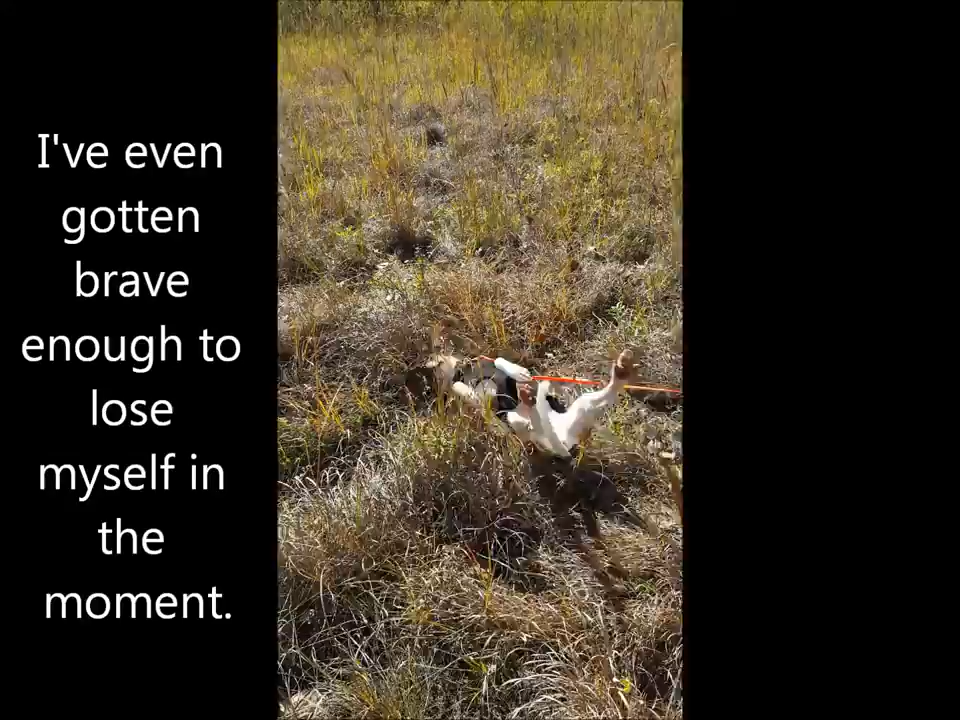 I've even
gotten
brave
enough to
lose
myself in
the
moment.